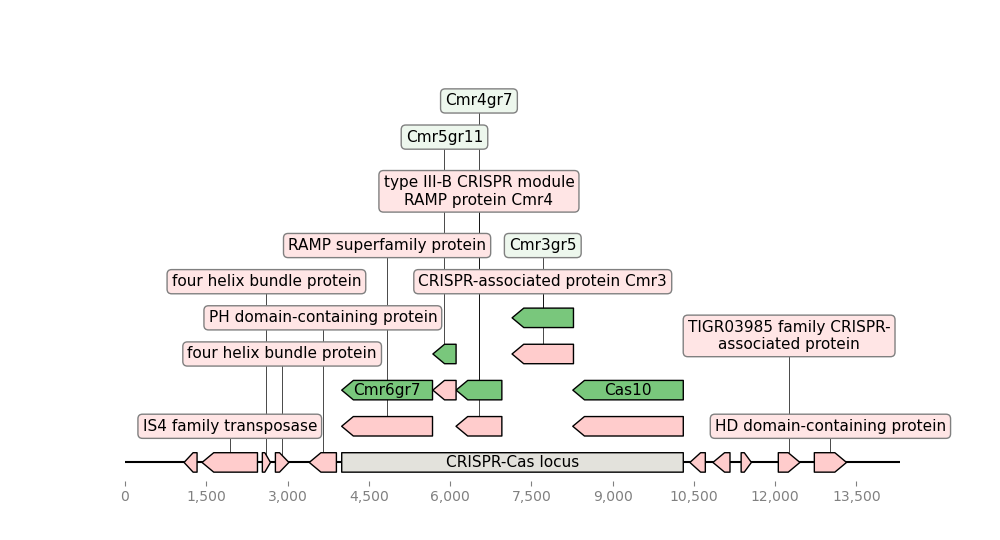 Cmr4gr7
Cmr5gr11
type III-B CRISPR module
RAMP protein Cmr4
RAMP superfamily protein
Cmr3gr5
four helix bundle protein
CRISPR-associated protein Cmr3
PH domain-containing protein
TIGR03985 family CRISPR-
associated protein
four helix bundle protein
Cmr6gr7
Cas10
IS4 family transposase
HD domain-containing protein
CRISPR-Cas locus
0
1,500
3,000
4,500
6,000
7,500
9,000
10,500
12,000
13,500